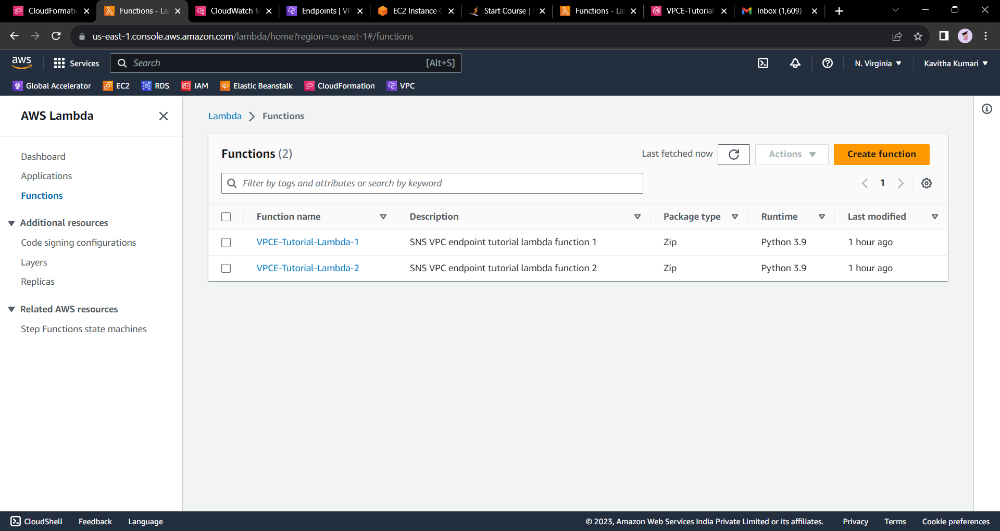 CloudFormatic
Functions - La
CloudWatch M
Endpoints | VP
EC2 Instance C
Start Course |
Functions - La
VPCE-Tutorial
Inbox (1,609) -
us-east-1.console.aws.amazon.com/lambda/home?region=us-east-1#/functions
aws
Services
Search
[Alt+S]
N. Virginia
Kavitha Kumari
Global Accelerator
EC2
RDS
IAM
Elastic Beanstalk
CloudFormation
VPC
AWS Lambda
Dashboard
Applications
Functions
Additional resources
Code signing configurations
Layers
Replicas
Related AWS resources
Step Functions state machines
Lambda
Functions
Functions (2)
Last fetched now
Actions
Create function
Filter by tags and attributes or search by keyword
1
Function name
Description
Package type
Runtime
Last modified
VPCE-Tutorial-Lambda-1
SNS VPC endpoint tutorial lambda function 1
Zip
Python 3.9
1 hour ago
VPCE-Tutorial-Lambda-2
SNS VPC endpoint tutorial lambda function 2
Zip
Python 3.9
1 hour ago
CloudShell
Feedback
Language
© 2023, Amazon Web Services India Private Limited or its affiliates.
Privacy
Terms
Cookie preferences